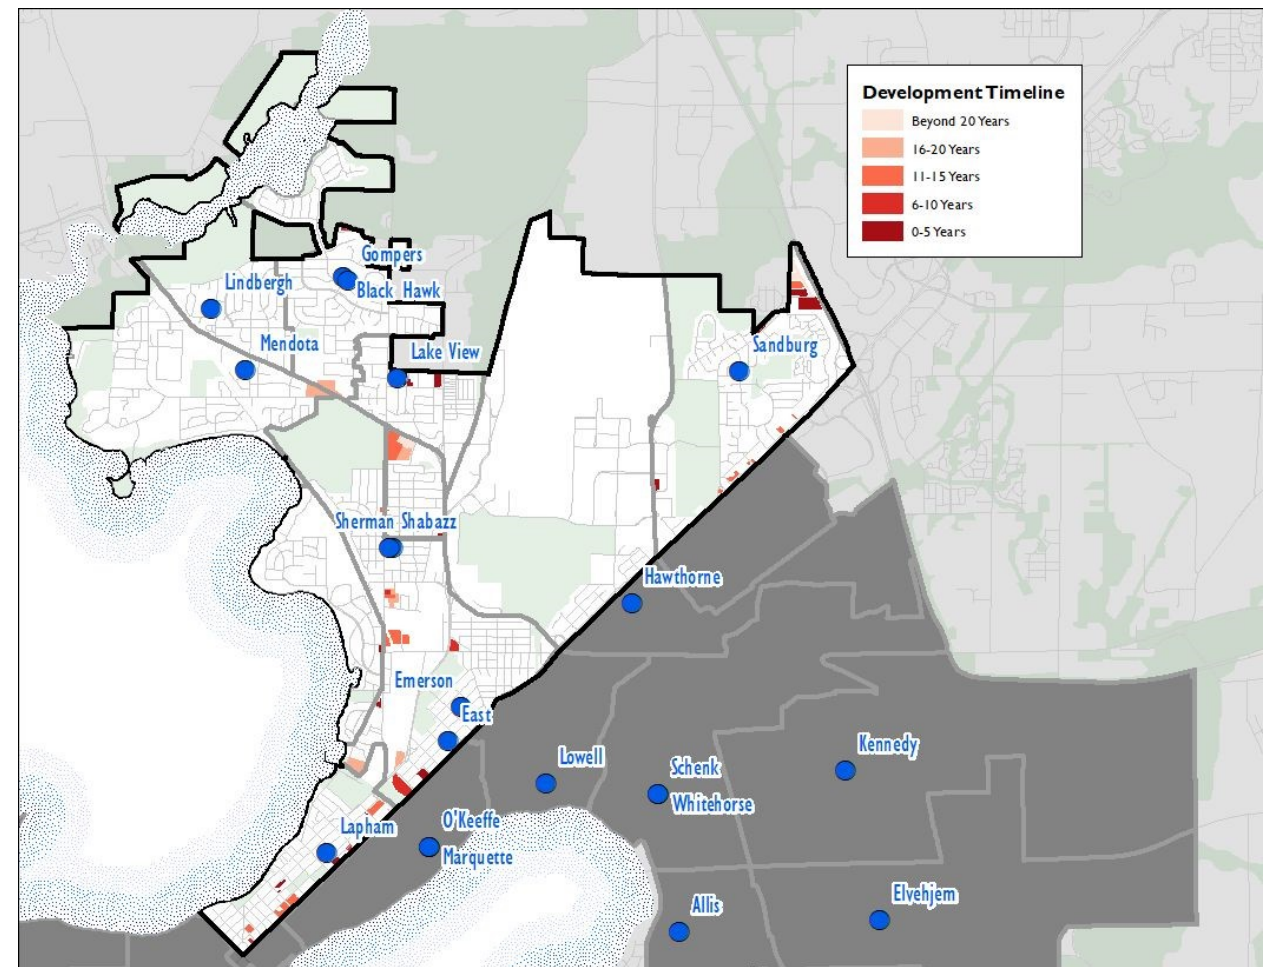 Development Timeline
Beyond 20 Years
16-20 Years
11-15 Years
6-10 Years
0-5 Years
Gompers
Lindbergh
Black Hawk
Mendota
Lake View
Sandburg
Sherman Shabazz
Hawthorne
Emerson
East
Lowell
Schenk
Kennedy
Whitehorse
Lapham
O'Keeffe
Marquette
Allis
Elvehjem